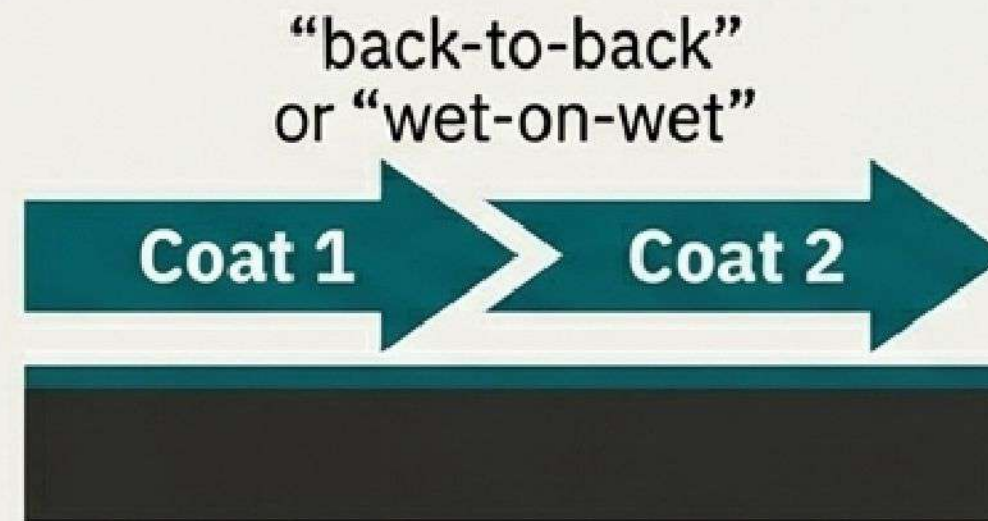 “back-to-back”
or “wet-on-wet”
Coat 1
Coat 2